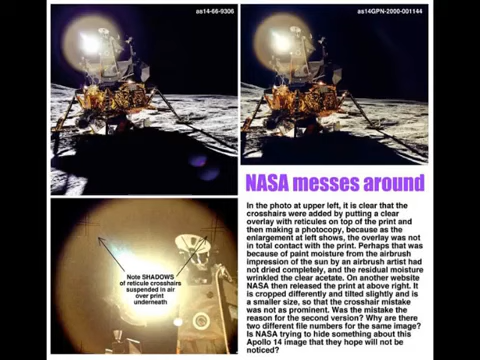 as14-66-9306
as14GPN-2000-001144
NASA messes around
In the photo at upper left, it is clear that the
crosshairs were added by putting a clear
overlay with reticules on top of the print and
then making a photocopy, because as the
enlargement at left shows, the overlay was not
in total contact with the print. Perhaps that was
because of paint moisture from the airbrush
impression of the sun by an airbrush artist had
not dried completely, and the residual moisture
wrinkled the clear acetate. On another website
NASA then released the print at above right. It
is cropped differently and tilted slightly and is
a smaller size, so that the crosshair mistake
was not as prominent. Was the mistake the
reason for the second version? Why are there
two different file numbers for the same image?
Is NASA trying to hide something about this
Apollo 14 image that they hope will not be
noticed?
Note SHADOWS
of reticule crosshairs
suspended in air
over print
underneath